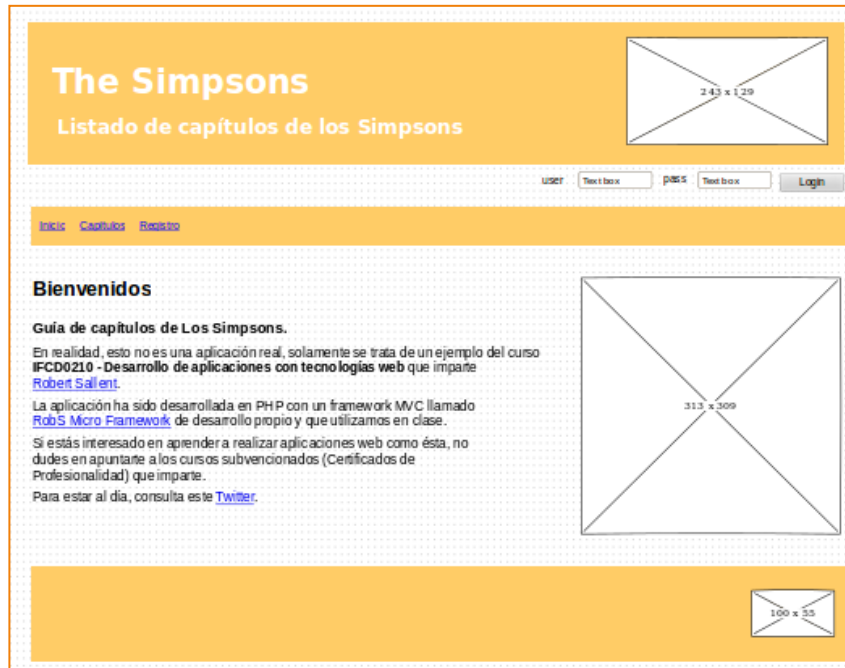 The Simpsons
243 x 129
Listado de capítulos de los Simpsons
user Text box pass Text box Login
Inicio Capítulos Registro
Bienvenidos
Guía de capítulos de Los Simpsons.
En realidad, esto no es una aplicación real, solamente se trata de un ejemplo del curso
IFCD0210 - Desarrollo de aplicaciones con tecnologías web que imparte
Robert Sallent.
La aplicación ha sido desarrollada en PHP con un framework MVC llamado
RobS Micro Framework de desarrollo propio y que utilizamos en clase.
313 x 309
Si estás interesado en aprender a realizar aplicaciones web como ésta, no
dudes en apuntarte a los cursos subvencionados (Certificados de
Profesionalidad) que imparte.
Para estar al día, consulta este Twitter.
100 x 55